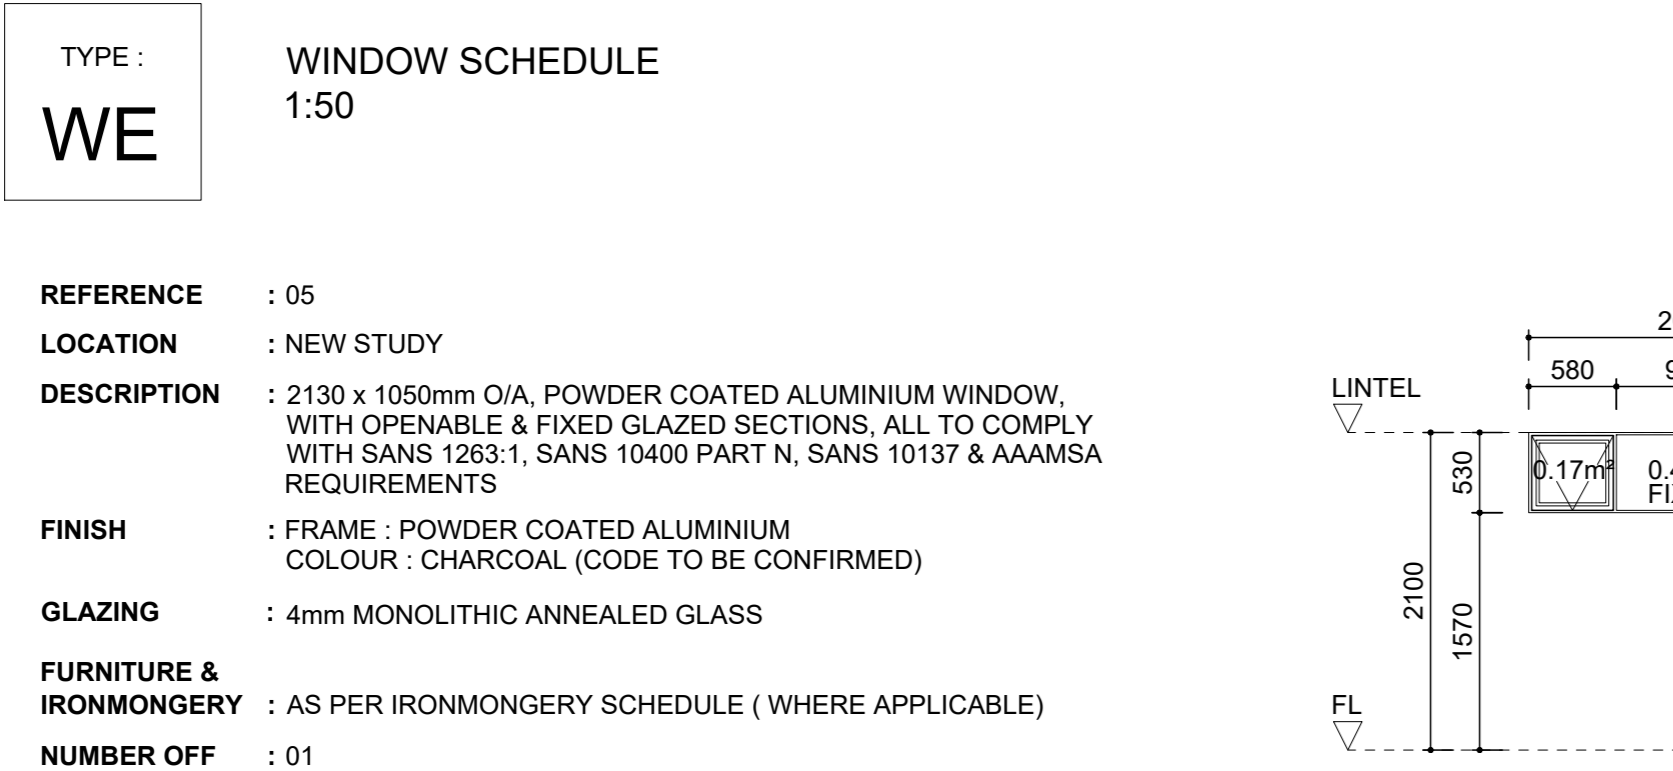 TYPE :
WE
WINDOW SCHEDULE
1:50
REFERENCE : 05
LOCATION : NEW STUDY
DESCRIPTION : 2130 x 1050mm O/A, POWDER COATED ALUMINIUM WINDOW,
WITH OPENABLE & FIXED GLAZED SECTIONS, ALL TO COMPLY
WITH SANS 1263:1, SANS 10400 PART N, SANS 10137 & AAAMSA
REQUIREMENTS
FINISH : FRAME : POWDER COATED ALUMINIUM
COLOUR : CHARCOAL (CODE TO BE CONFIRMED)
GLAZING : 4mm MONOLITHIC ANNEALED GLASS
FURNITURE &
IRONMONGERY : AS PER IRONMONGERY SCHEDULE ( WHERE APPLICABLE)
NUMBER OFF : 01
580
LINTEL
530
0.17m²
2100
1570
FL